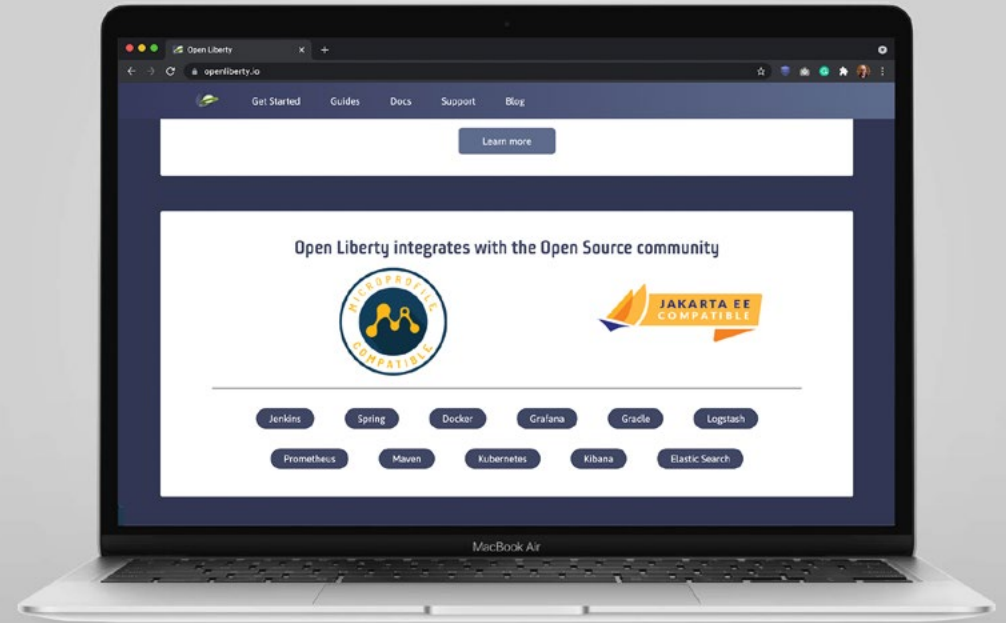 Open Liberty
openliberty.io
Get Started Guides Docs Support Blog
Learn more
Open Liberty integrates with the Open Source community
MICROPROFILE
COMPATIBLE
JAKARTA EE
COMPATIBLE
Jenkins Spring Docker Grafana Gradle Logstash
Prometheus Maven Kubernetes Kibana Elastic Search
MacBook Air